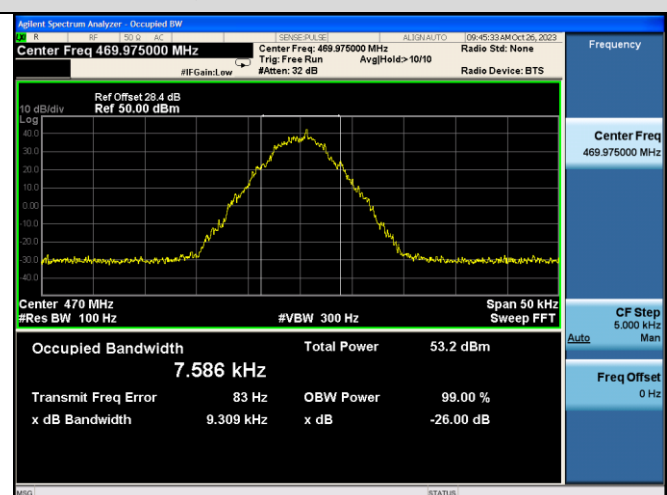 Agilent Spectrum Analyzer - Occupied BW
LXI R RF 50 Ω AC SENSE:PULSE ALIGN AUTO 09:45:33 AM Oct 26, 2023
Center Freq 469.975000 MHz Center Freq: 469.975000 MHz Radio Std: None
Trig: Free Run Avg|Hold:>10/10
#IFGain:Low #Atten: 32 dB Radio Device: BTS
Frequency
Ref Offset 28.4 dB
10 dB/div Ref 50.00 dBm
Log
40.0
30.0
20.0
10.0
0.00
-10.0
-20.0
-30.0
-40.0
Center Freq
469.975000 MHz
Center 470 MHz Span 50 kHz
#Res BW 100 Hz #VBW 300 Hz Sweep FFT
CF Step
5.000 kHz
Auto Man
Occupied Bandwidth Total Power 53.2 dBm
7.586 kHz
Transmit Freq Error 83 Hz OBW Power 99.00 %
x dB Bandwidth 9.309 kHz x dB -26.00 dB
Freq Offset
0 Hz
MSG STATUS